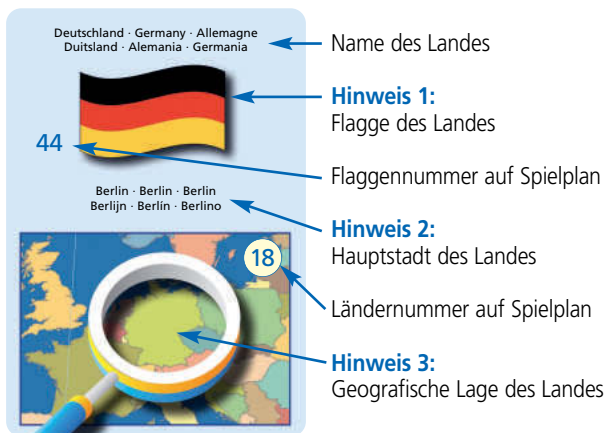 Deutschland · Germany · Allemagne
Duitsland · Alemania · Germania
Name des Landes
Hinweis 1:
Flagge des Landes
44
Flaggennummer auf Spielplan
Berlin · Berlin · Berlin
Berlijn · Berlín · Berlino
Hinweis 2:
Hauptstadt des Landes
18
Ländernummer auf Spielplan
Hinweis 3:
Geografische Lage des Landes